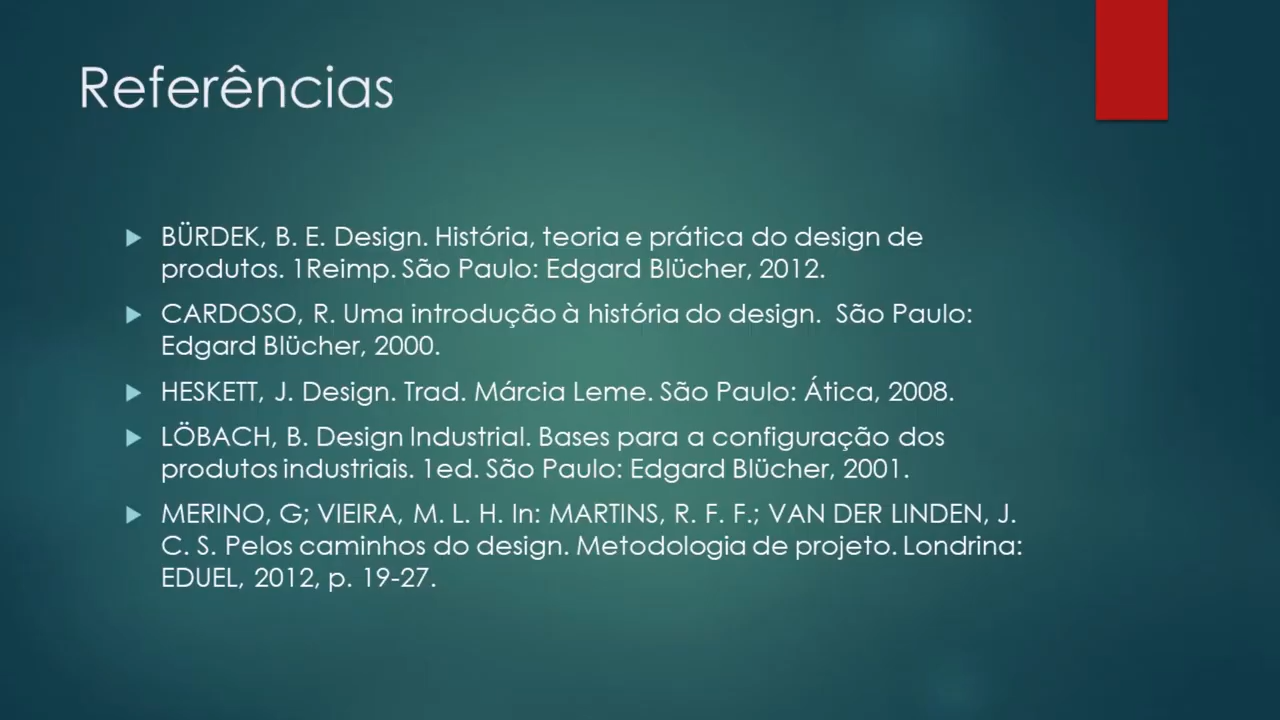 Referências
BÜRDEK, B. E. Design. História, teoria e prática do design de
produtos. 1Reimp. São Paulo: Edgard Blücher, 2012.
CARDOSO, R. Uma introdução à história do design. São Paulo:
Edgard Blücher, 2000.
HESKETT, J. Design. Trad. Márcia Leme. São Paulo: Ática, 2008.
LÖBACH, B. Design Industrial. Bases para a configuração dos
produtos industriais. 1ed. São Paulo: Edgard Blücher, 2001.
MERINO, G; VIEIRA, M. L. H. In: MARTINS, R. F. F.; VAN DER LINDEN, J.
C. S. Pelos caminhos do design. Metodologia de projeto. Londrina:
EDUEL, 2012, p. 19-27.